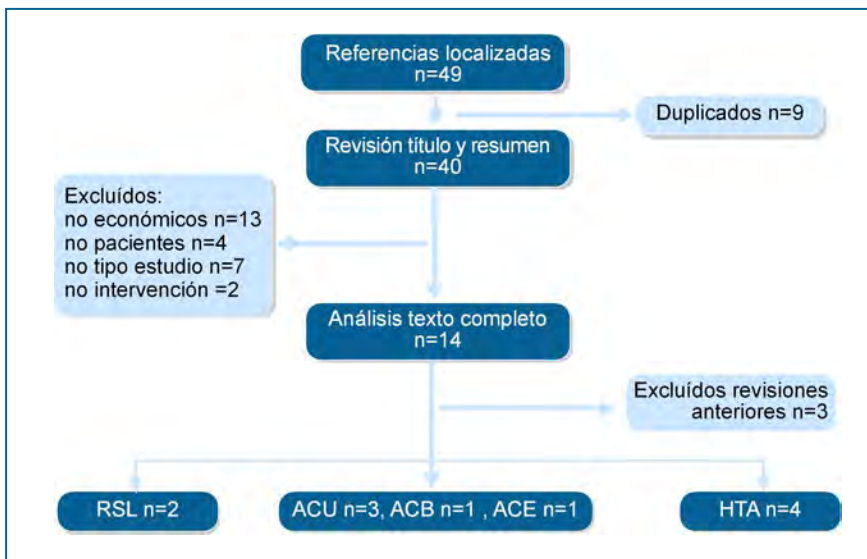 Referencias localizadas
n=49
Duplicados n=9
Revisión título y resumen
n=40
Excluídos:
no económicos n=13
no pacientes n=4
no tipo estudio n=7
no intervención =2
Análisis texto completo
n=14
Excluídos revisiones
anteriores n=3
RSL n=2
ACU n=3, ACB n=1 , ACE n=1
HTA n=4